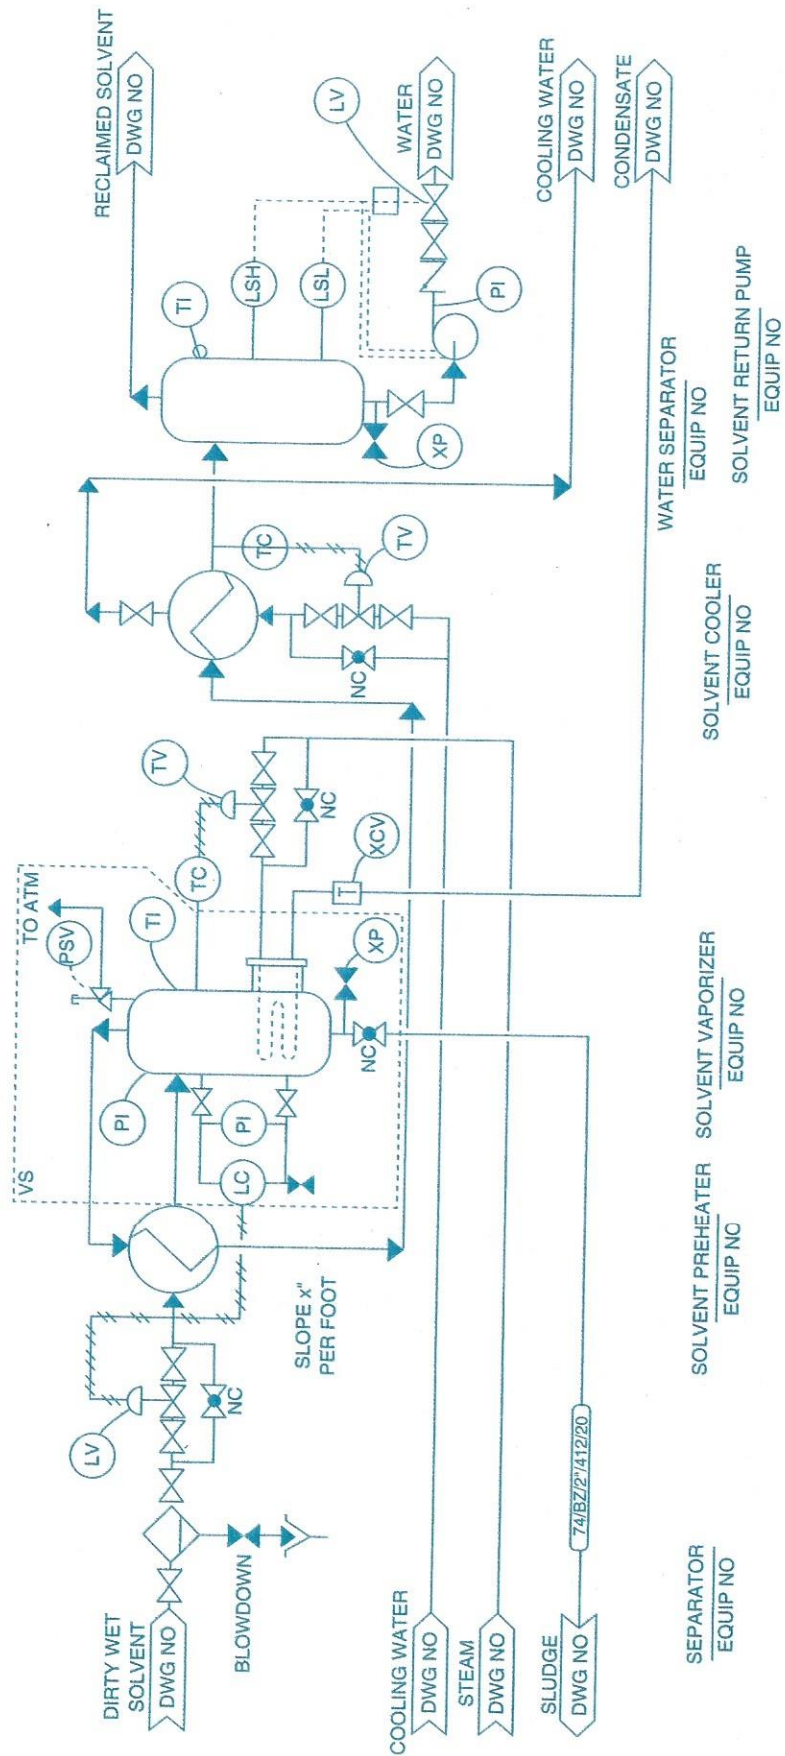 DIRTY WET
SOLVENT
DWG NO
BLOWDOWN
LV
NC
SLOPE x"
PER FOOT
VS
LC
PI
PI
PSV
TO ATM
TI
TC
TV
NC
T
XCV
XP
NC
TC
TV
NC
TI
LSH
LSL
XP
PI
LV
RECLAIMED SOLVENT
DWG NO
WATER
DWG NO
COOLING WATER
DWG NO
CONDENSATE
DWG NO
COOLING WATER
DWG NO
STEAM
DWG NO
SLUDGE
DWG NO
74/BZ/2"/412/20
SEPARATOR
EQUIP NO
SOLVENT PREHEATER
EQUIP NO
SOLVENT VAPORIZER
EQUIP NO
SOLVENT COOLER
EQUIP NO
WATER SEPARATOR
EQUIP NO
SOLVENT RETURN PUMP
EQUIP NO